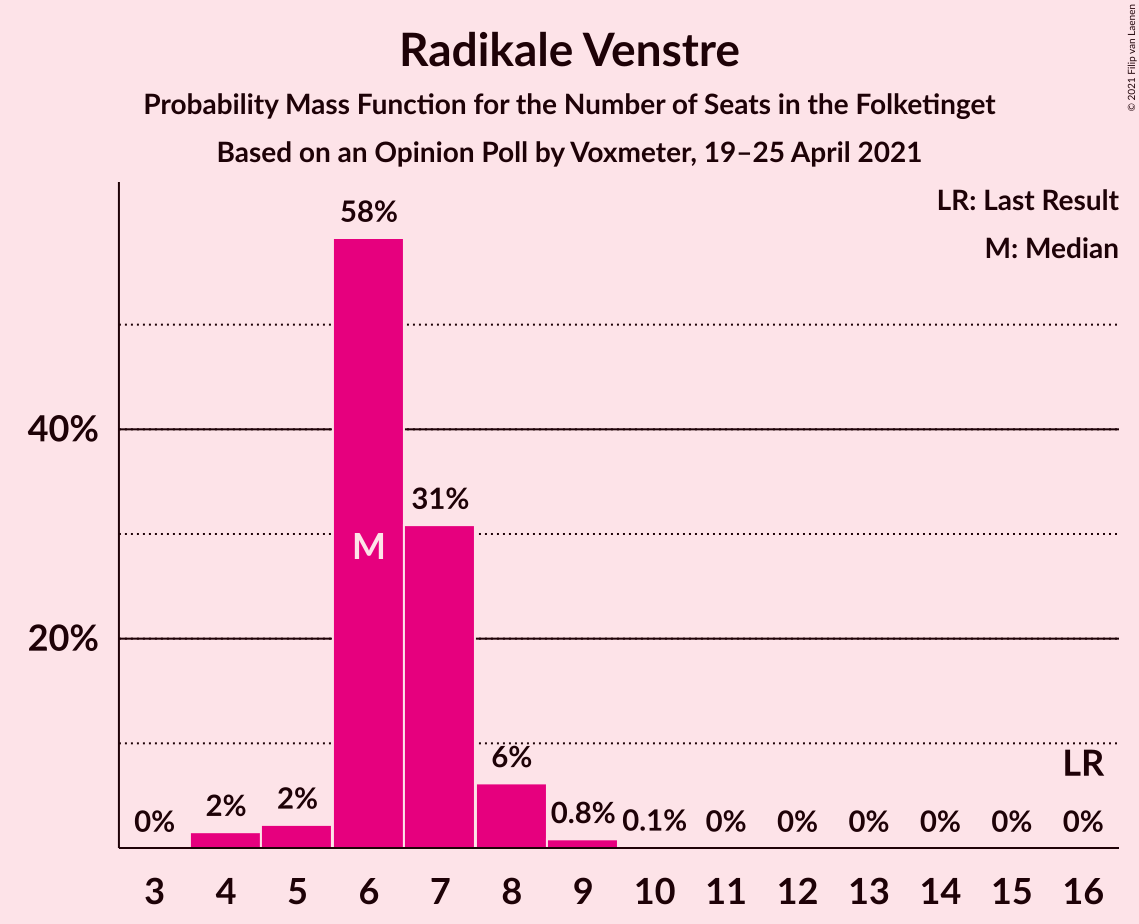 Radikale Venstre
Probability Mass Function for the Number of Seats in the Folketinget
Based on an Opinion Poll by Voxmeter, 19–25 April 2021
© 2021 Filip van Laenen
LR: Last Result
M: Median
58%
40%
31%
M
20%
6%
LR
0% 2% 2% 0.8% 0.1% 0% 0% 0% 0% 0% 0%
3 4 5 6 7 8 9 10 11 12 13 14 15 16